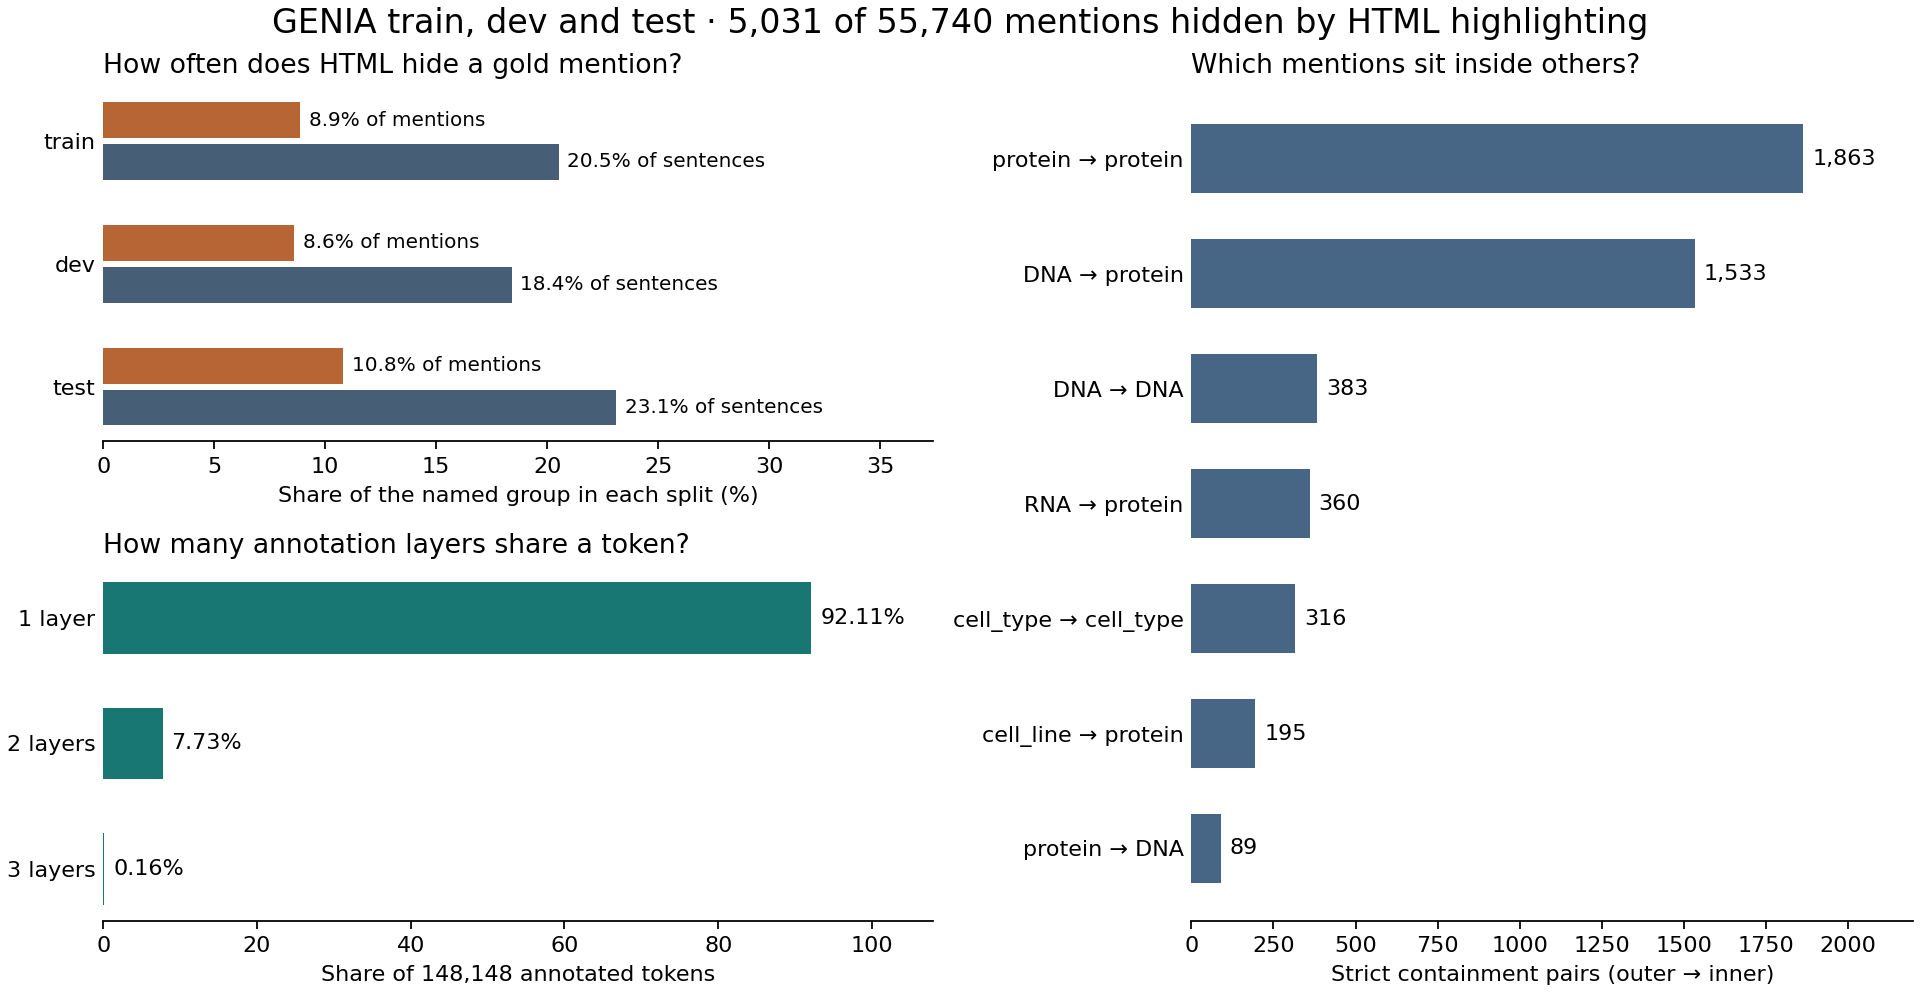 GENIA train, dev and test · 5,031 of 55,740 mentions hidden by HTML highlighting
How often does HTML hide a gold mention?
train
8.9% of mentions
20.5% of sentences
dev
8.6% of mentions
18.4% of sentences
test
10.8% of mentions
23.1% of sentences
0 5 10 15 20 25 30 35
Share of the named group in each split (%)
How many annotation layers share a token?
1 layer 92.11%
2 layers 7.73%
3 layers 0.16%
0 20 40 60 80 100
Share of 148,148 annotated tokens
Which mentions sit inside others?
protein → protein 1,863
DNA → protein 1,533
DNA → DNA 383
RNA → protein 360
cell_type → cell_type 316
cell_line → protein 195
protein → DNA 89
0 250 500 750 1000 1250 1500 1750 2000
Strict containment pairs (outer → inner)